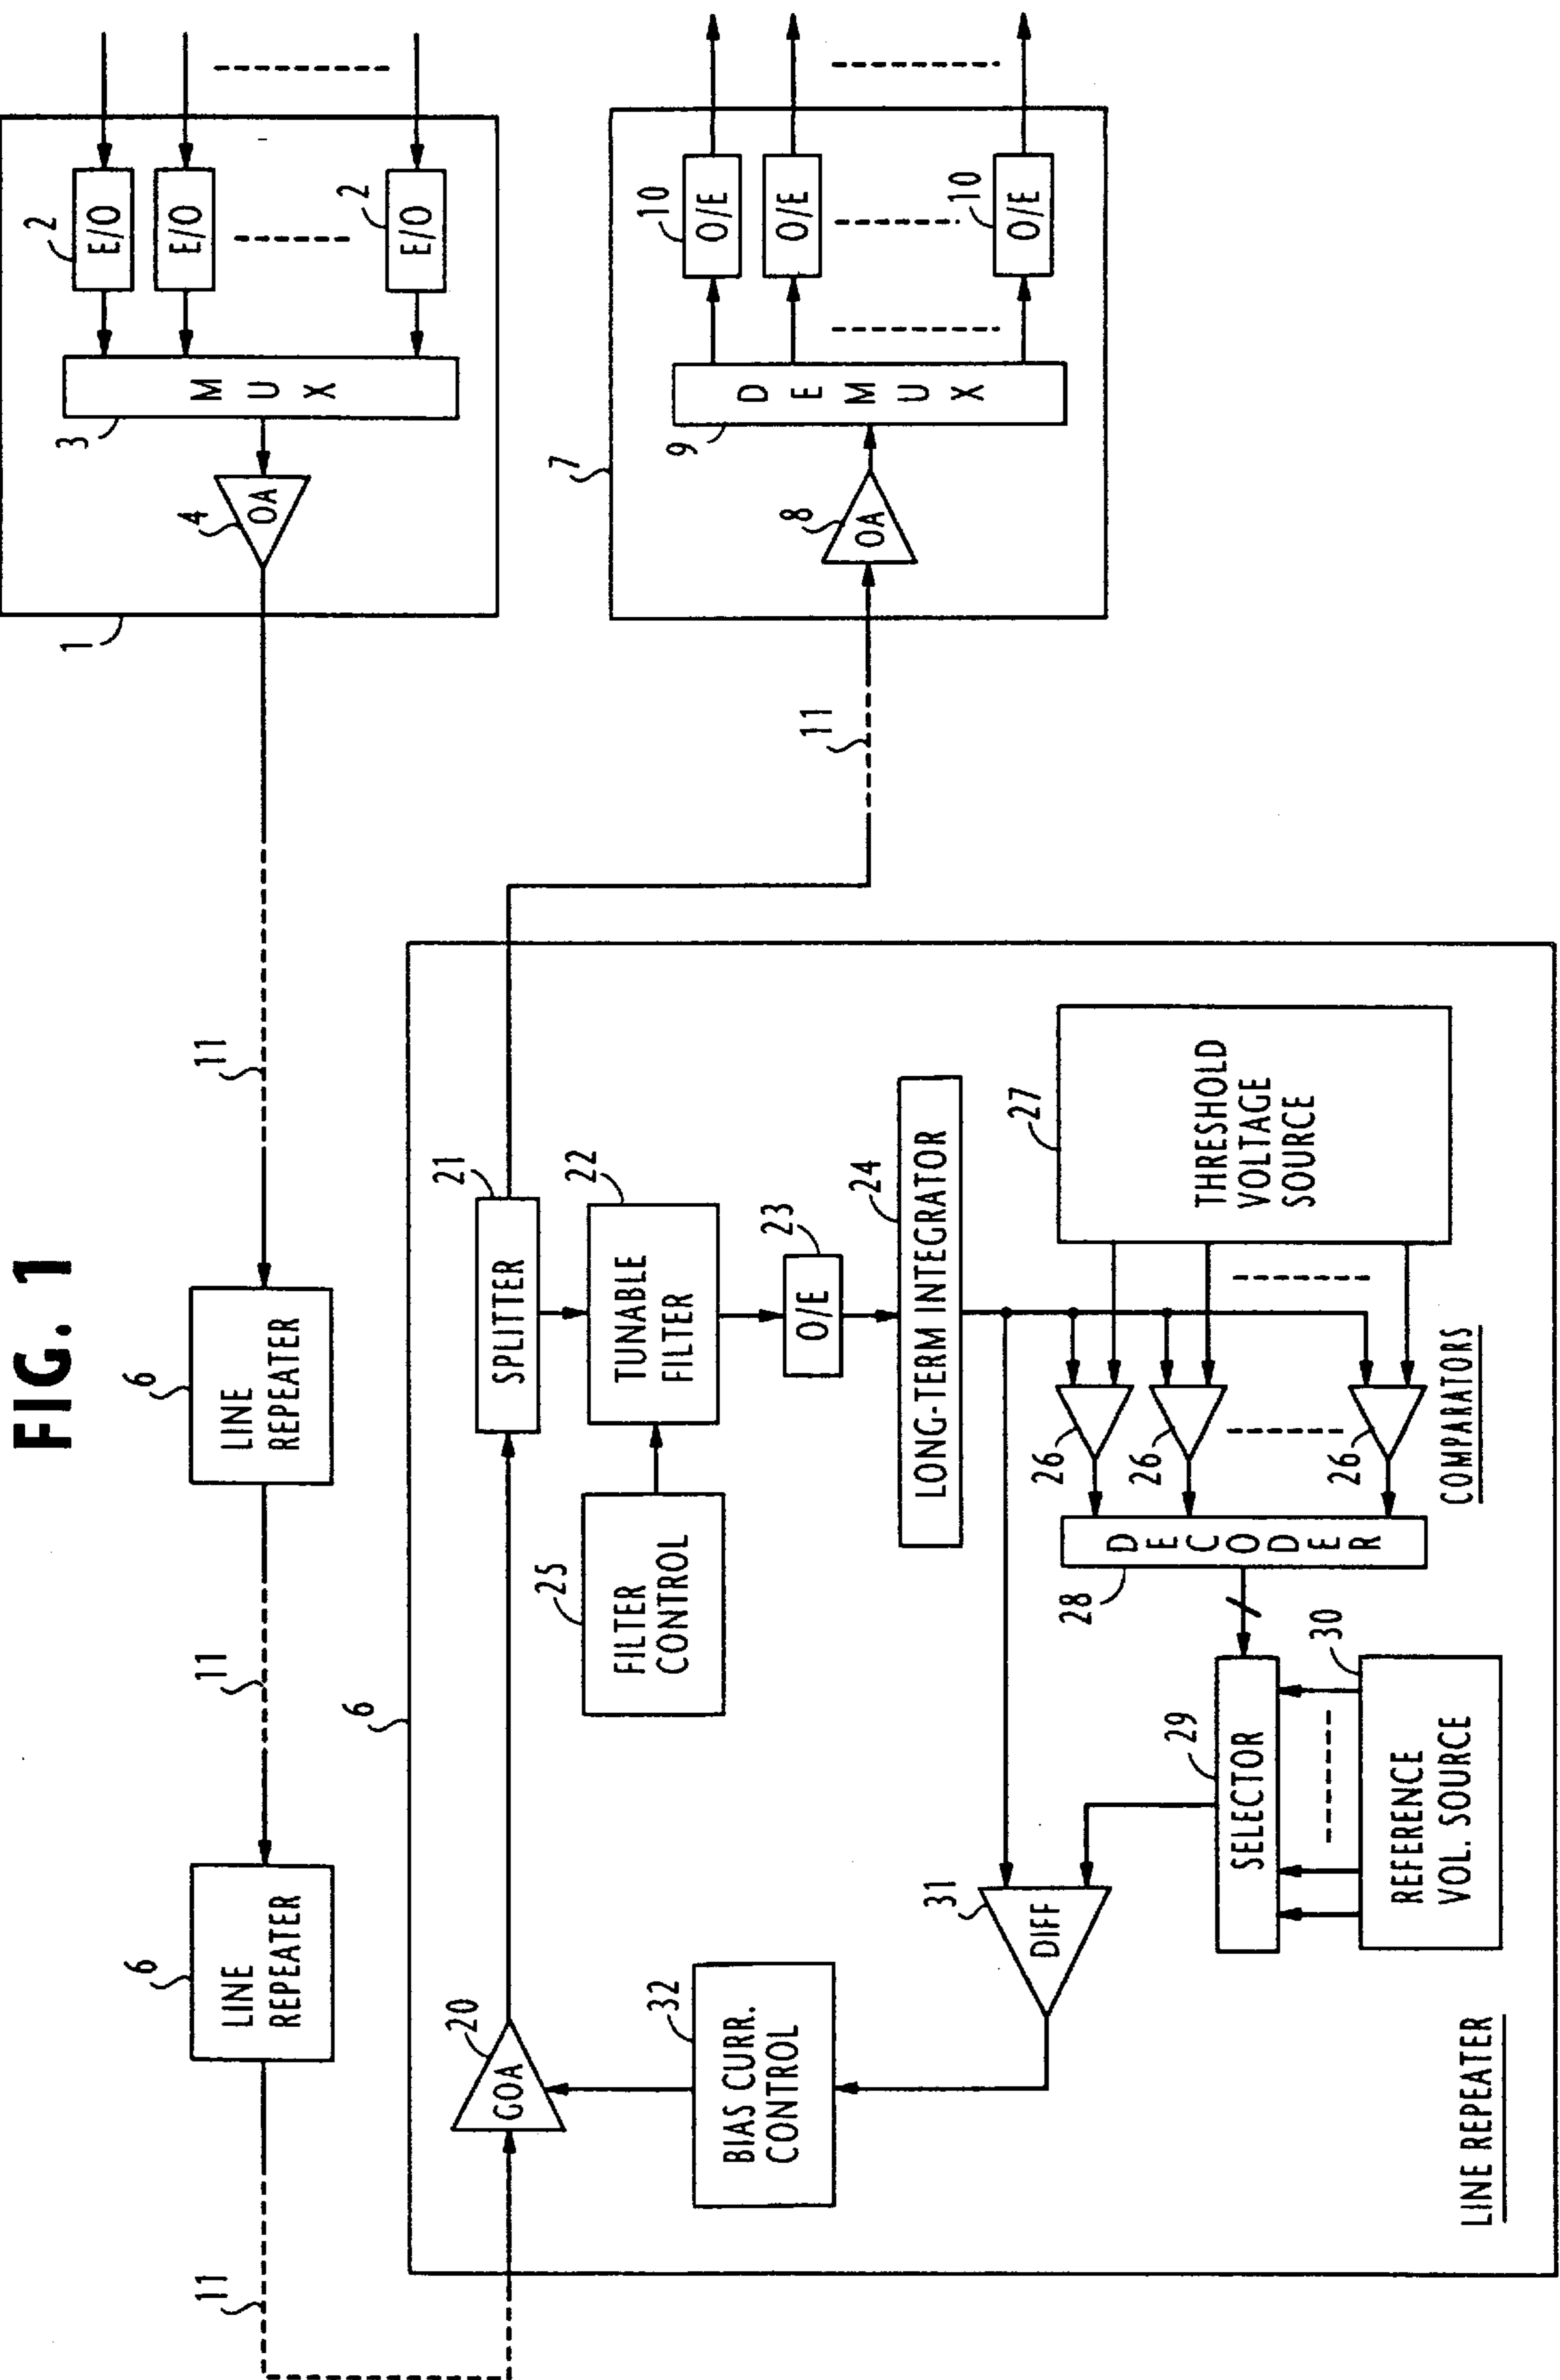 FIG. 1
1
2
E/O
E/O
2
E/O
3
MUX
4
OA
11
6
LINE
REPEATER
11
6
LINE
REPEATER
11
7
8
OA
9
DEMUX
10
O/E
O/E
10
O/E
11
6
20
GOA
21
SPLITTER
22
TUNABLE
FILTER
23
O/E
24
LONG-TERM INTEGRATOR
25
FILTER
CONTROL
26
26
26
COMPARATORS
27
THRESHOLD
VOLTAGE
SOURCE
28
DECODER
29
SELECTOR
30
REFERENCE
VOL. SOURCE
31
DIFF
32
BIAS CURR.
CONTROL
LINE REPEATER